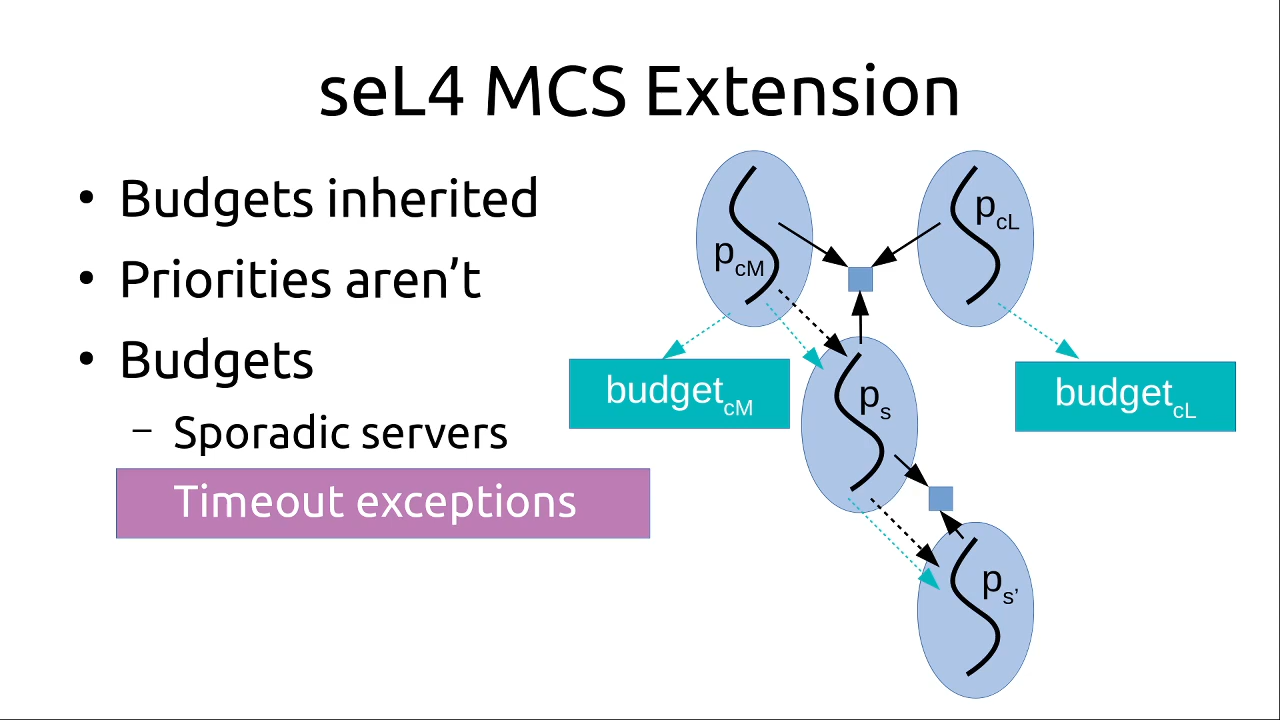 seL4 MCS Extension
• Budgets inherited
• Priorities aren’t
• Budgets
– Sporadic servers
Timeout exceptions
pcM
pcL
budgetcM
ps
budgetcL
ps’